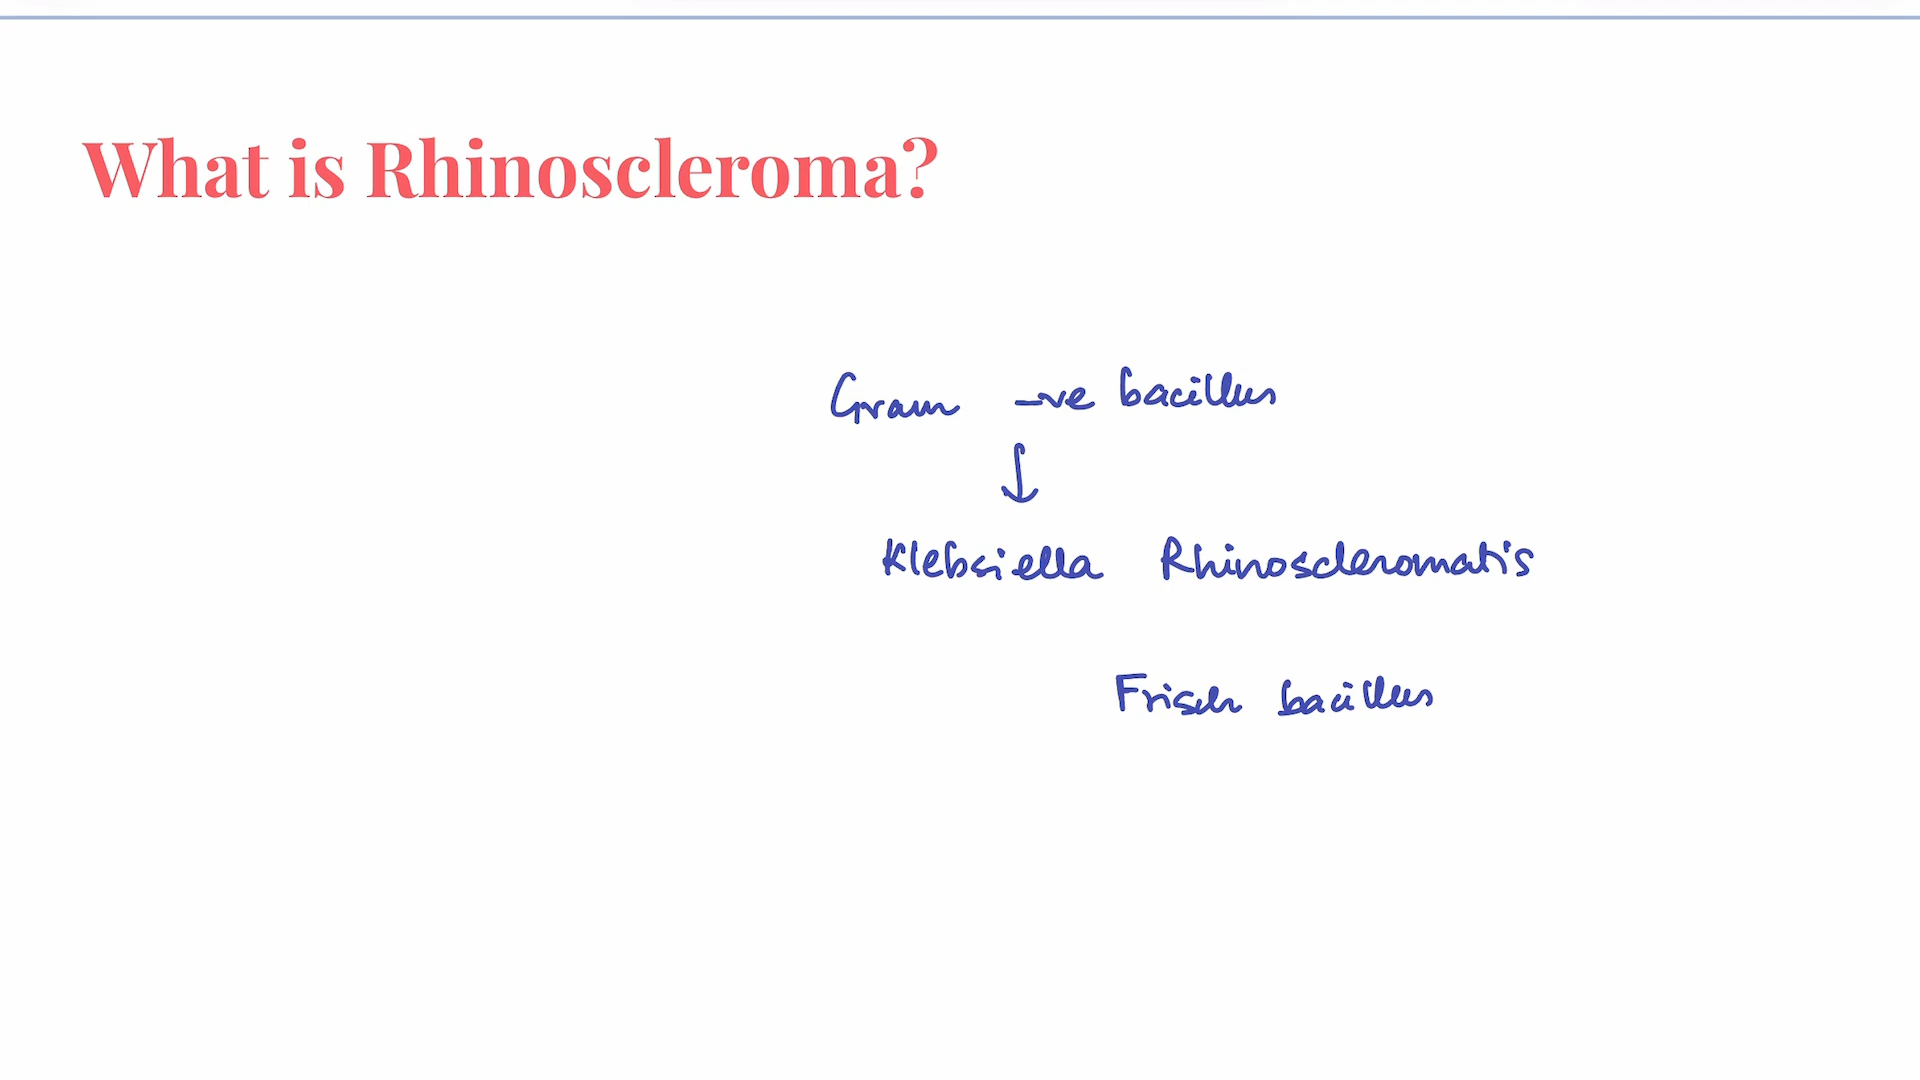 What is Rhinoscleroma?
Gram -ve bacillus
↓
Klebsiella Rhinoscleromatis
Frisch bacillus